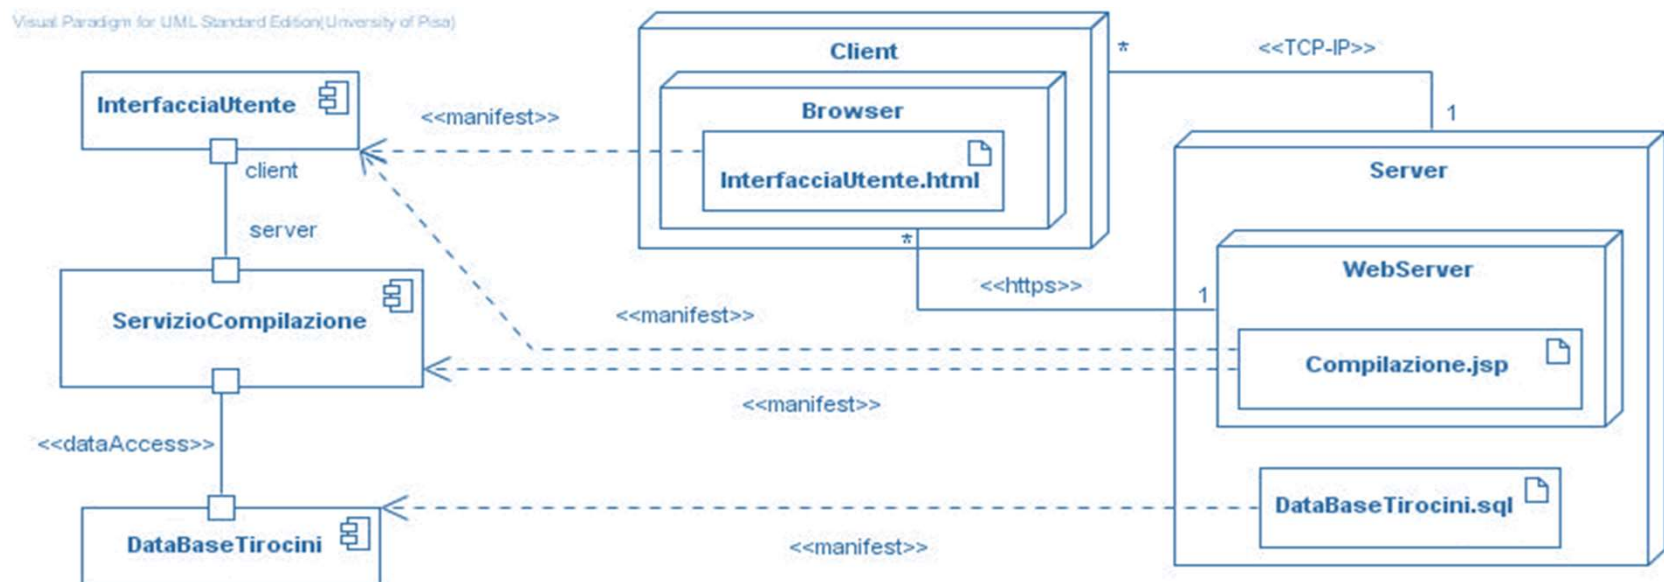 Visual Paradigm for UML Standard Edition(University of Pisa)
Client
*
<<TCP-IP>>
1
InterfacciaUtente
<<manifest>>
Browser
InterfacciaUtente.html
client
server
*
<<https>>
1
Server
WebServer
ServizioCompilazione
<<manifest>>
Compilazione.jsp
<<manifest>>
<<dataAccess>>
DataBaseTirocini
DataBaseTirocini.sql
<<manifest>>